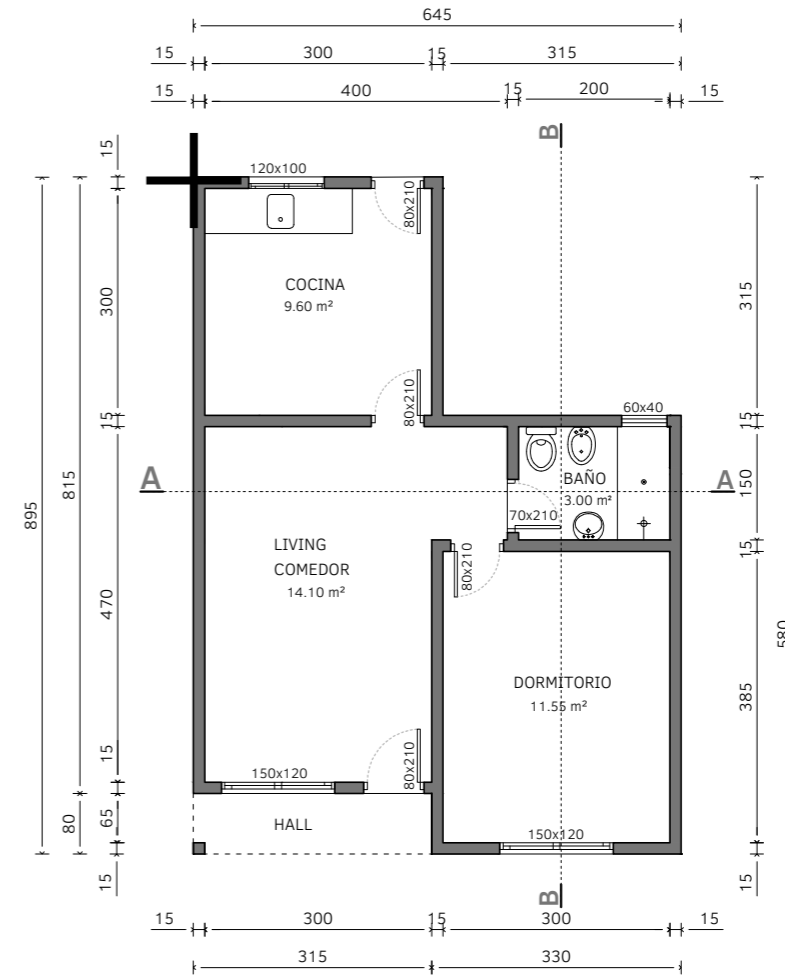 645
15 300 15 315
15 400 15 200 15
B
15
120x100
80x210
COCINA
9.60 m²
300
315
80x210
60x40
15
15
A
BAÑO
3.00 m²
A
150
70x210
815
895
LIVING
COMEDOR
14.10 m²
80x210
15
470
580
DORMITORIO
11.55 m²
385
15
150x120
80x210
65
80
HALL
150x120
15
15
B
15 300 15 300 15
315 330